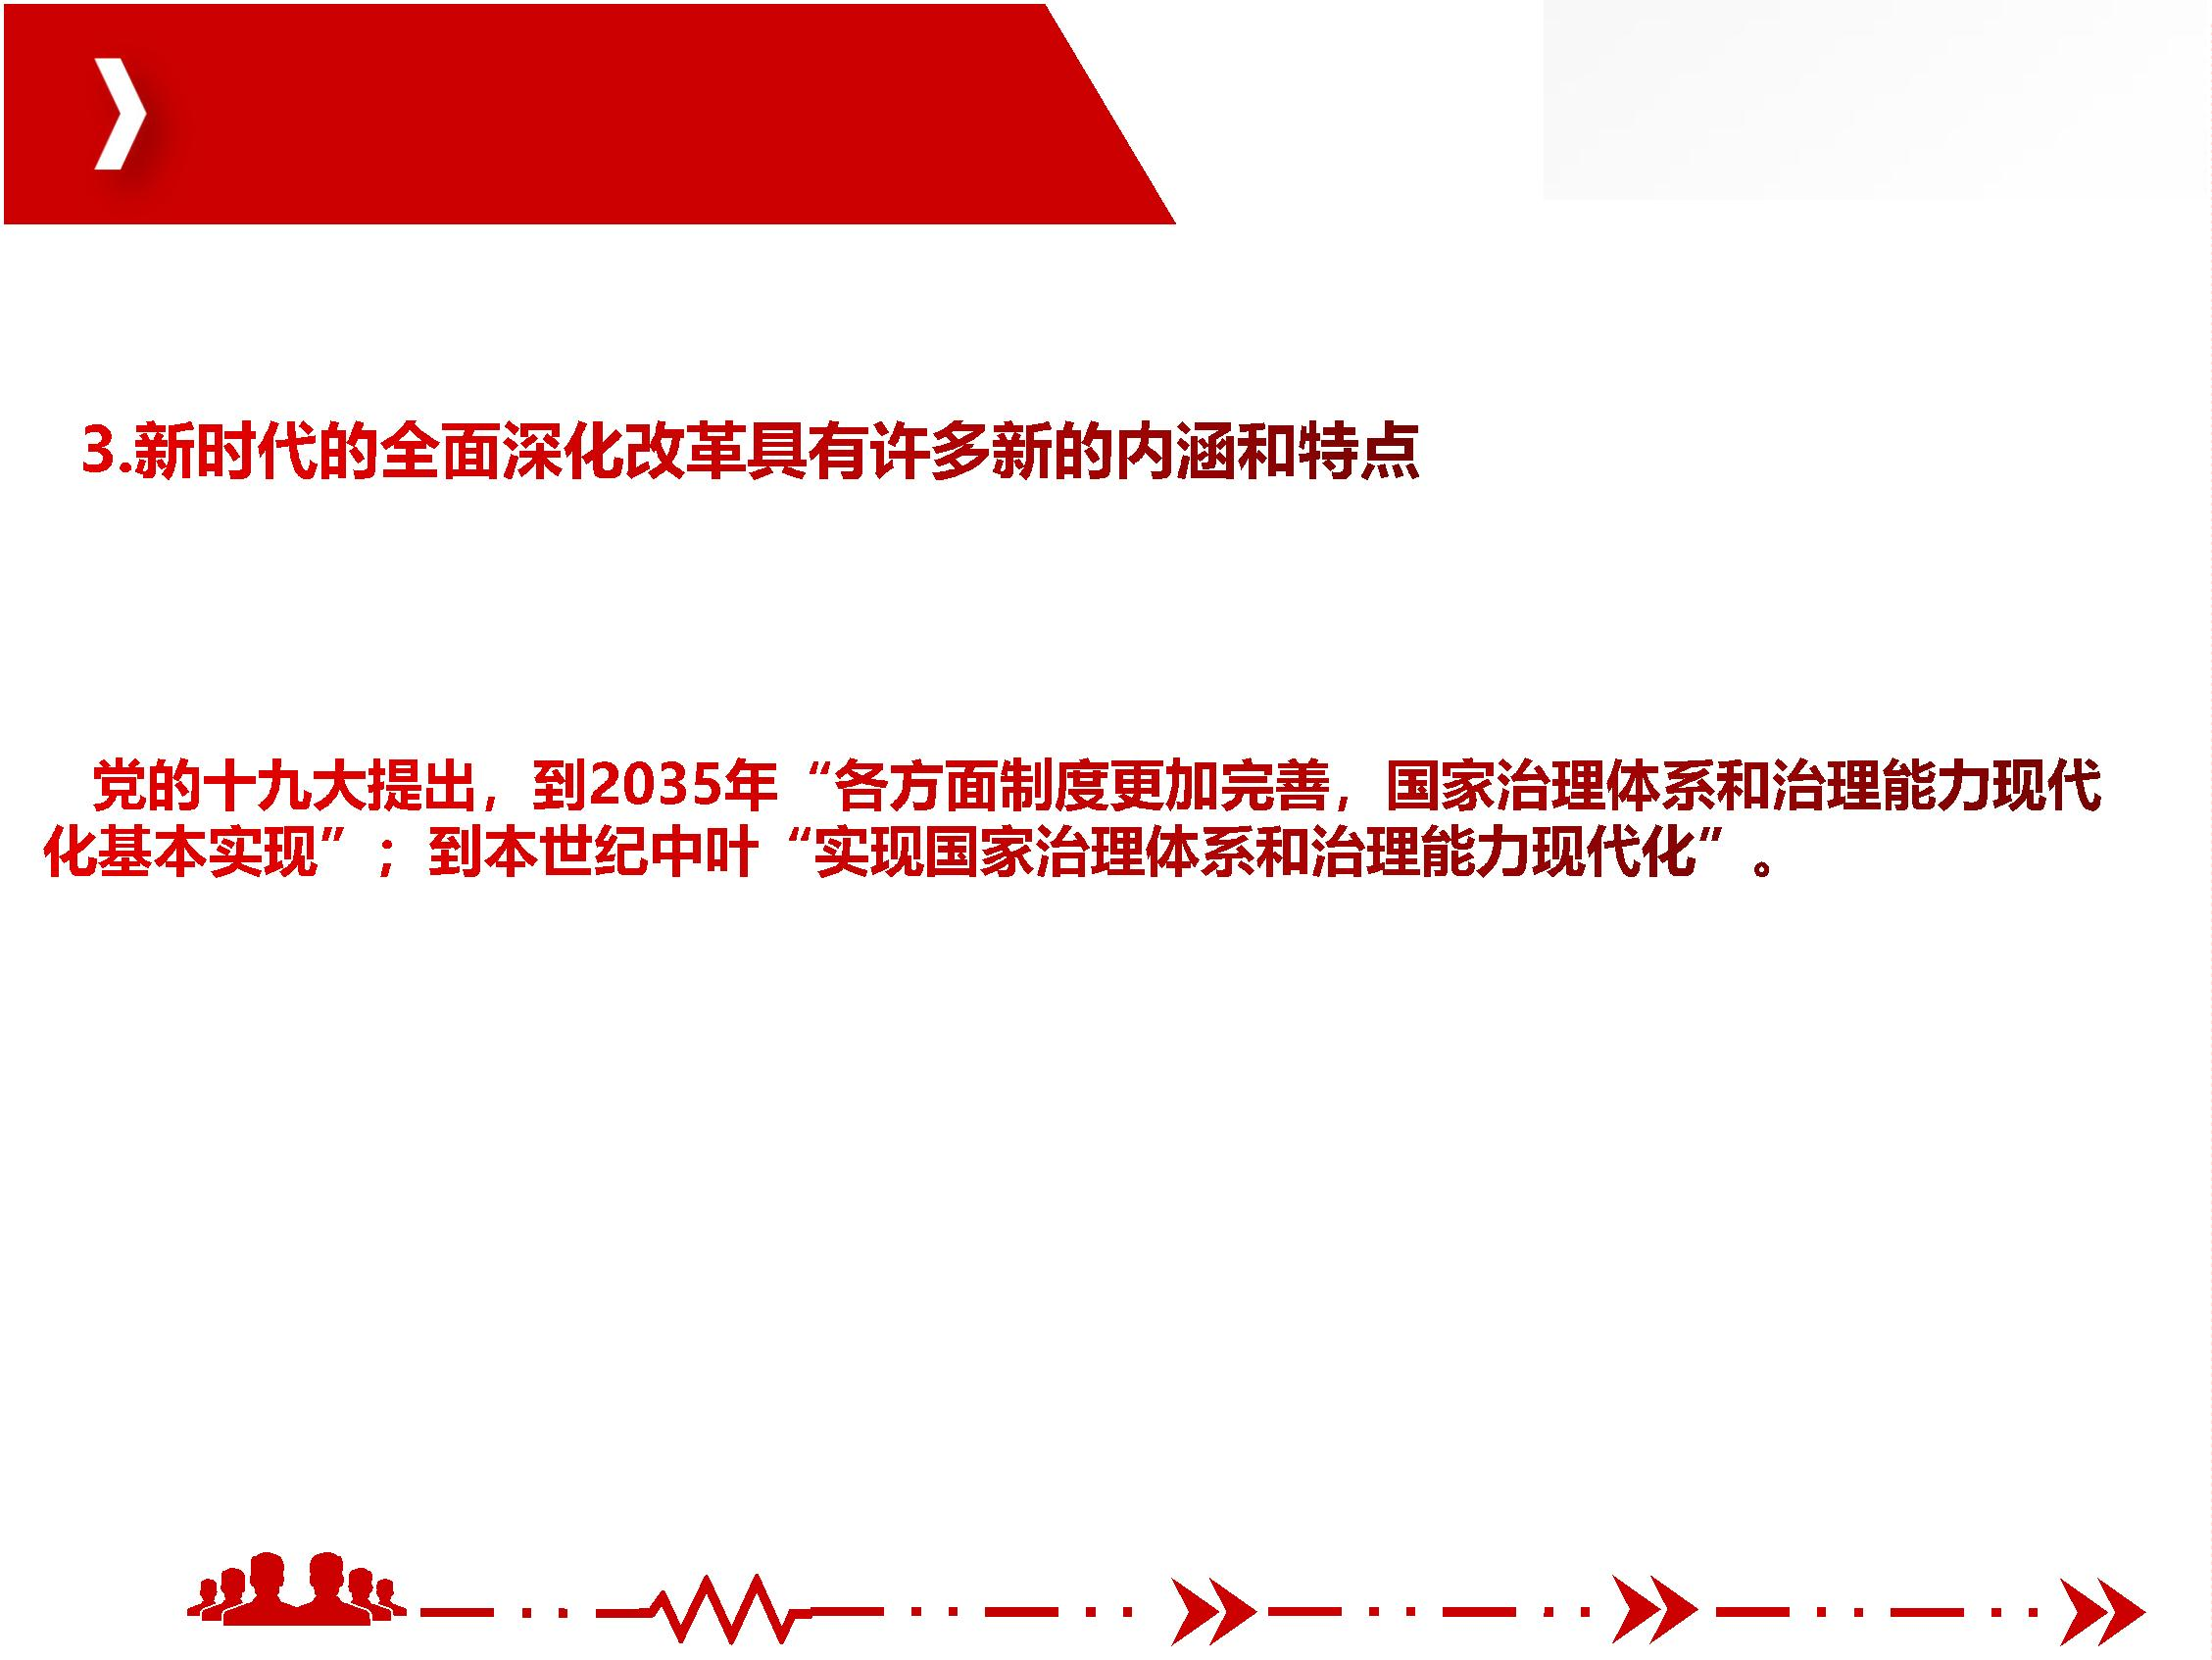 3.新时代的全面深化改革具有许多新的内涵和特点
党的十九大提出，到2035年“各方面制度更加完善，国家治理体系和治理能力现代
化基本实现”；到本世纪中叶“实现国家治理体系和治理能力现代化”。